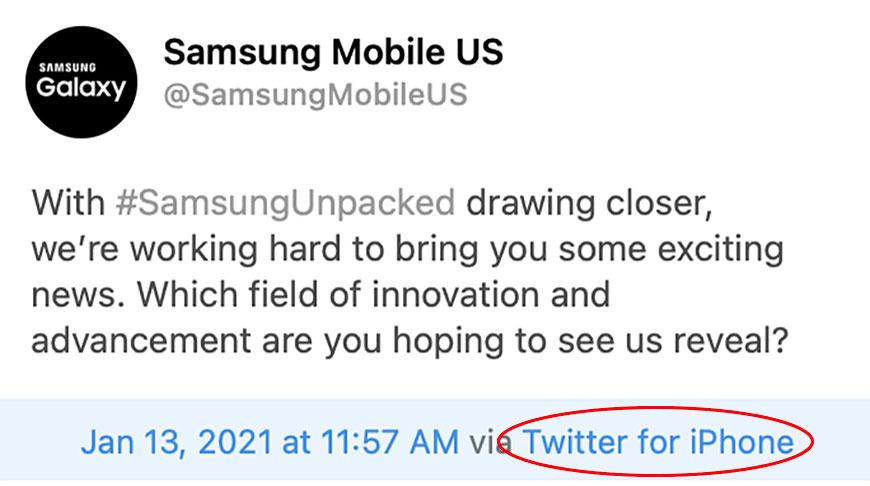 SAMSUNG
Galaxy
Samsung Mobile US
@SamsungMobileUS
With #SamsungUnpacked drawing closer,
we’re working hard to bring you some exciting
news. Which field of innovation and
advancement are you hoping to see us reveal?
Jan 13, 2021 at 11:57 AM via Twitter for iPhone